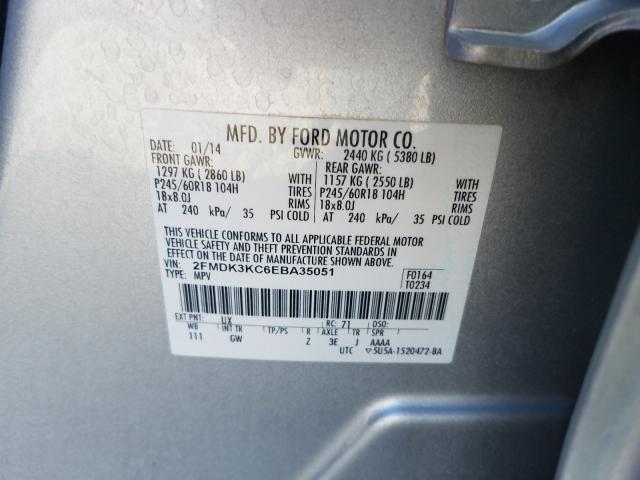 MFD. BY FORD MOTOR CO.
DATE: 01/14 GVWR: 2440 KG ( 5380 LB)
FRONT GAWR: REAR GAWR:
1297 KG ( 2860 LB) WITH 1157 KG ( 2550 LB) WITH
P245/60R18 104H TIRES P245/60R18 104H TIRES
18x8.0J RIMS 18x8.0J RIMS
AT 240 kPa/ 35 PSI COLD AT 240 kPa/ 35 PSI COLD
THIS VEHICLE CONFORMS TO ALL APPLICABLE FEDERAL MOTOR
VEHICLE SAFETY AND THEFT PREVENTION STANDARDS IN
EFFECT ON THE DATE OF MANUFACTURE SHOWN ABOVE.
VIN: 2FMDK3KC6EBA35051
TYPE: MPV
F0164
T0234
EXT PNT: UX RC: 71 DSO:
WB INT TR TP/PS R AXLE TR
111 GW Z 3E J AAAA
UTC 5U5A-1520472-BA